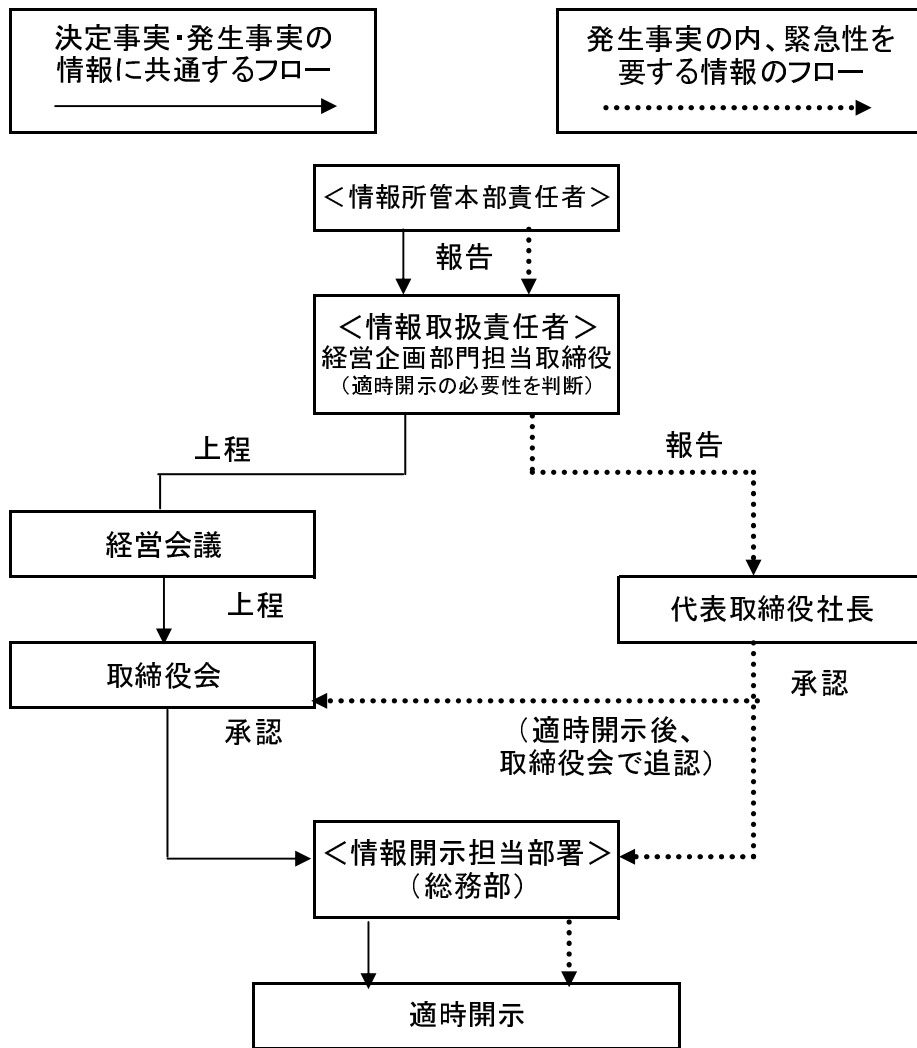 決定事実・発生事実の
情報に共通するフロー
発生事実の内、緊急性を
要する情報のフロー
＜情報所管本部責任者＞
報告
＜情報取扱責任者＞
経営企画部門担当取締役
（適時開示の必要性を判断）
上程
報告
経営会議
上程
代表取締役社長
取締役会
承認
承認
（適時開示後、
取締役会で追認）
＜情報開示担当部署＞
（総務部）
適時開示